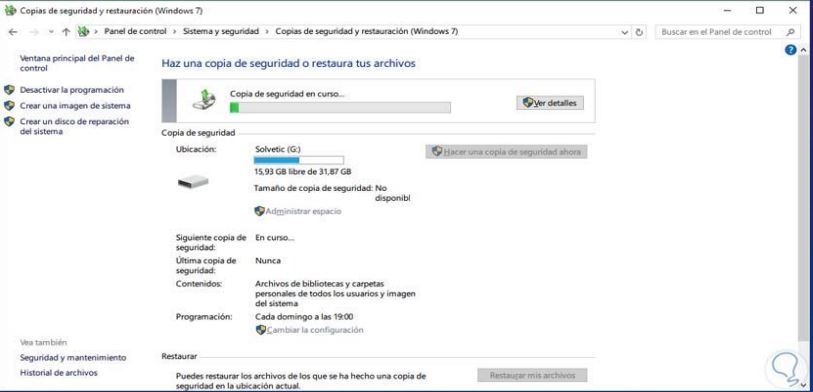 Copias de seguridad y restauración (Windows 7)
Panel de control > Sistema y seguridad > Copias de seguridad y restauración (Windows 7)
Buscar en el Panel de control
Ventana principal del Panel de
control
Desactivar la programación
Crear una imagen de sistema
Crear un disco de reparación
del sistema
Haz una copia de seguridad o restaura tus archivos
Copia de seguridad en curso...
Ver detalles
Copia de seguridad
Ubicación:
Solvetic (G:)
Hacer una copia de seguridad ahora
15,93 GB libre de 31,87 GB
Tamaño de copia de seguridad: No
disponibl
Administrar espacio
Siguiente copia de En curso...
seguridad:
Última copia de Nunca
seguridad:
Contenidos: Archivos de bibliotecas y carpetas
personales de todos los usuarios y imagen
del sistema
Programación: Cada domingo a las 19:00
Cambiar la configuración
Vea también
Seguridad y mantenimiento
Historial de archivos
Restaurar
Puedes restaurar los archivos de los que se ha hecho una copia de
seguridad en la ubicación actual.
Restaurar mis archivos